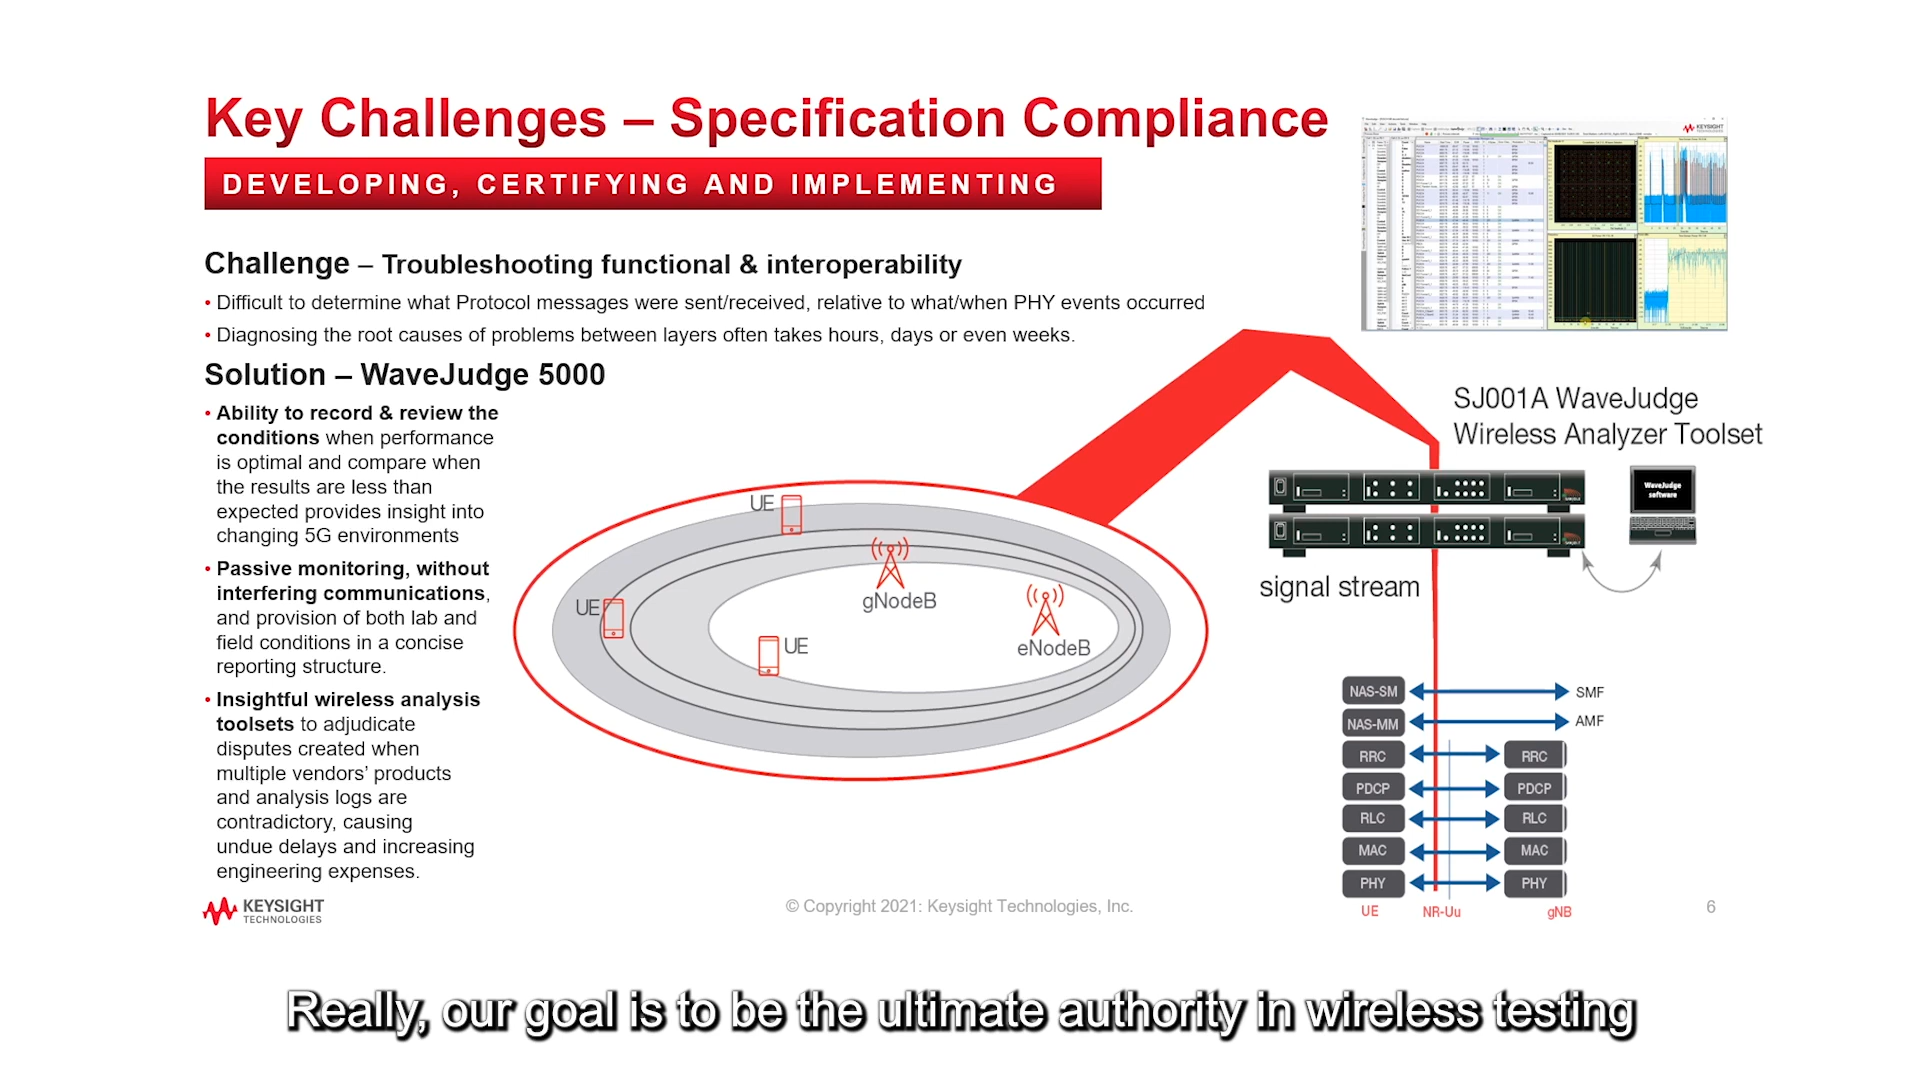 Key Challenges – Specification Compliance
DEVELOPING, CERTIFYING AND IMPLEMENTING
KEYSIGHT
Challenge – Troubleshooting functional & interoperability
• Difficult to determine what Protocol messages were sent/received, relative to what/when PHY events occurred
• Diagnosing the root causes of problems between layers often takes hours, days or even weeks.
Solution – WaveJudge 5000
• Ability to record & review the
conditions when performance
is optimal and compare when
the results are less than
expected provides insight into
changing 5G environments
• Passive monitoring, without
interfering communications,
and provision of both lab and
field conditions in a concise
reporting structure.
• Insightful wireless analysis
toolsets to adjudicate
disputes created when
multiple vendors' products
and analysis logs are
contradictory, causing
undue delays and increasing
engineering expenses.
UE
gNodeB
UE
eNodeB
UE
SJ001A WaveJudge
Wireless Analyzer Toolset
WaveJudge
software
signal stream
NAS-SM SMF
NAS-MM AMF
RRC RRC
PDCP PDCP
RLC RLC
MAC MAC
PHY PHY
UE NR-Uu gNB
KEYSIGHT
TECHNOLOGIES
© Copyright 2021: Keysight Technologies, Inc.
6
Really, our goal is to be the ultimate authority in wireless testing